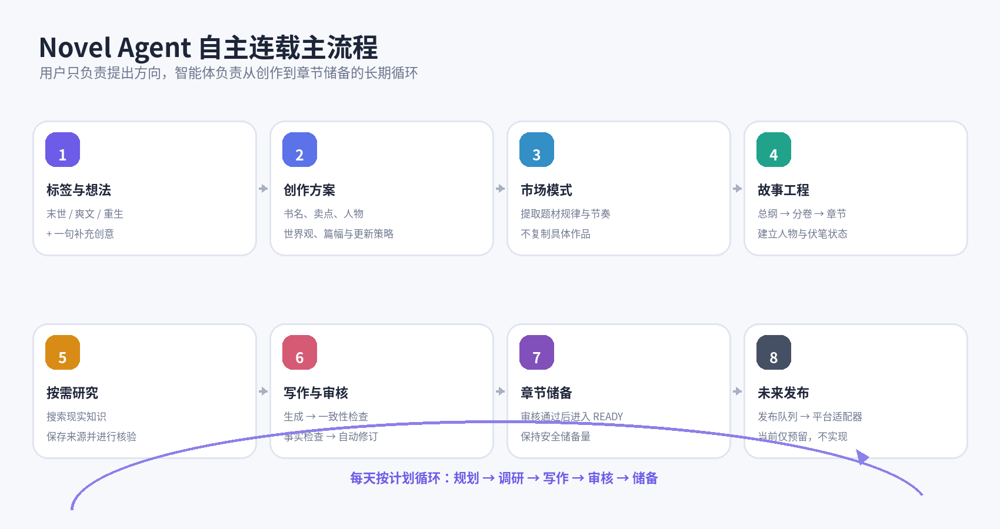 Novel Agent 自主连载主流程
用户只负责提出方向，智能体负责从创作到章节储备的长期循环
1
标签与想法
末世 / 爽文 / 重生
+ 一句补充创意
2
创作方案
书名、卖点、人物
世界观、篇幅与更新策略
3
市场模式
提取题材规律与节奏
不复制具体作品
4
故事工程
总纲 → 分卷 → 章节
建立人物与伏笔状态
5
按需研究
搜索现实知识
保存来源并进行核验
6
写作与审核
生成 → 一致性检查
事实检查 → 自动修订
7
章节储备
审核通过后进入 READY
保持安全储备量
8
未来发布
发布队列 → 平台适配器
当前仅预留，不实现
每天按计划循环：规划 → 调研 → 写作 → 审核 → 储备